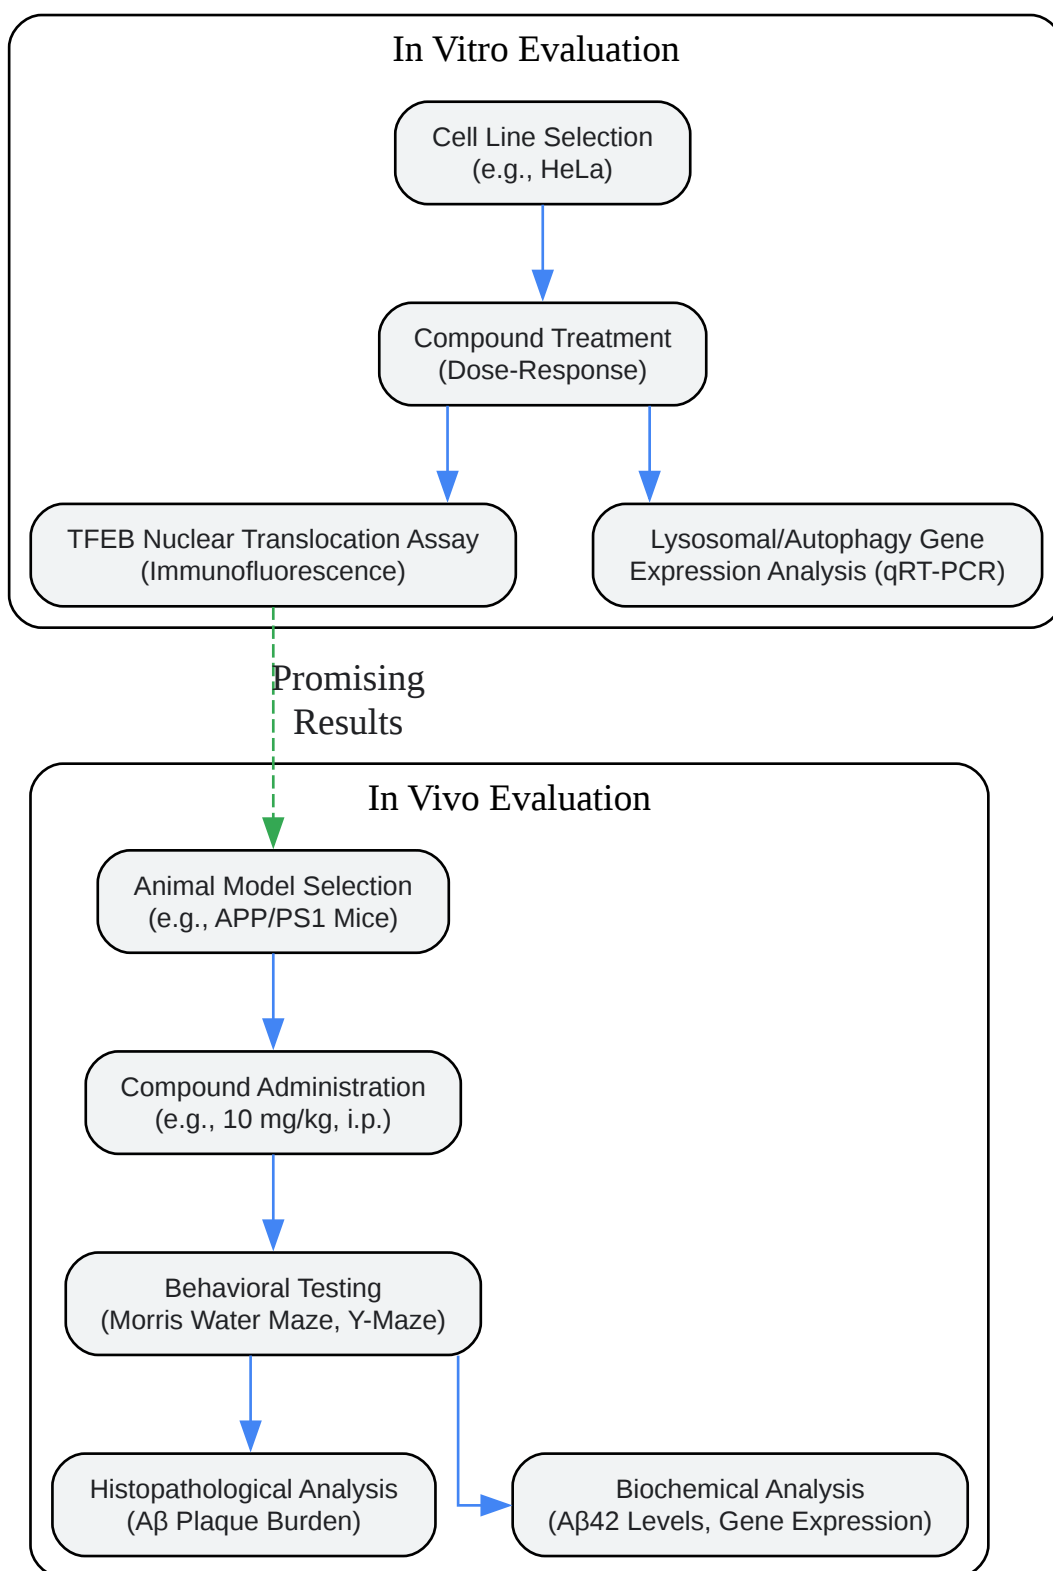 In Vitro Evaluation
Cell Line Selection
(e.g., HeLa)
Compound Treatment
(Dose-Response)
TFEB Nuclear Translocation Assay
(Immunofluorescence)
Lysosomal/Autophagy Gene
Expression Analysis (qRT-PCR)
Promising
Results
In Vivo Evaluation
Animal Model Selection
(e.g., APP/PS1 Mice)
Compound Administration
(e.g., 10 mg/kg, i.p.)
Behavioral Testing
(Morris Water Maze, Y-Maze)
Histopathological Analysis
(Aβ Plaque Burden)
Biochemical Analysis
(Aβ42 Levels, Gene Expression)